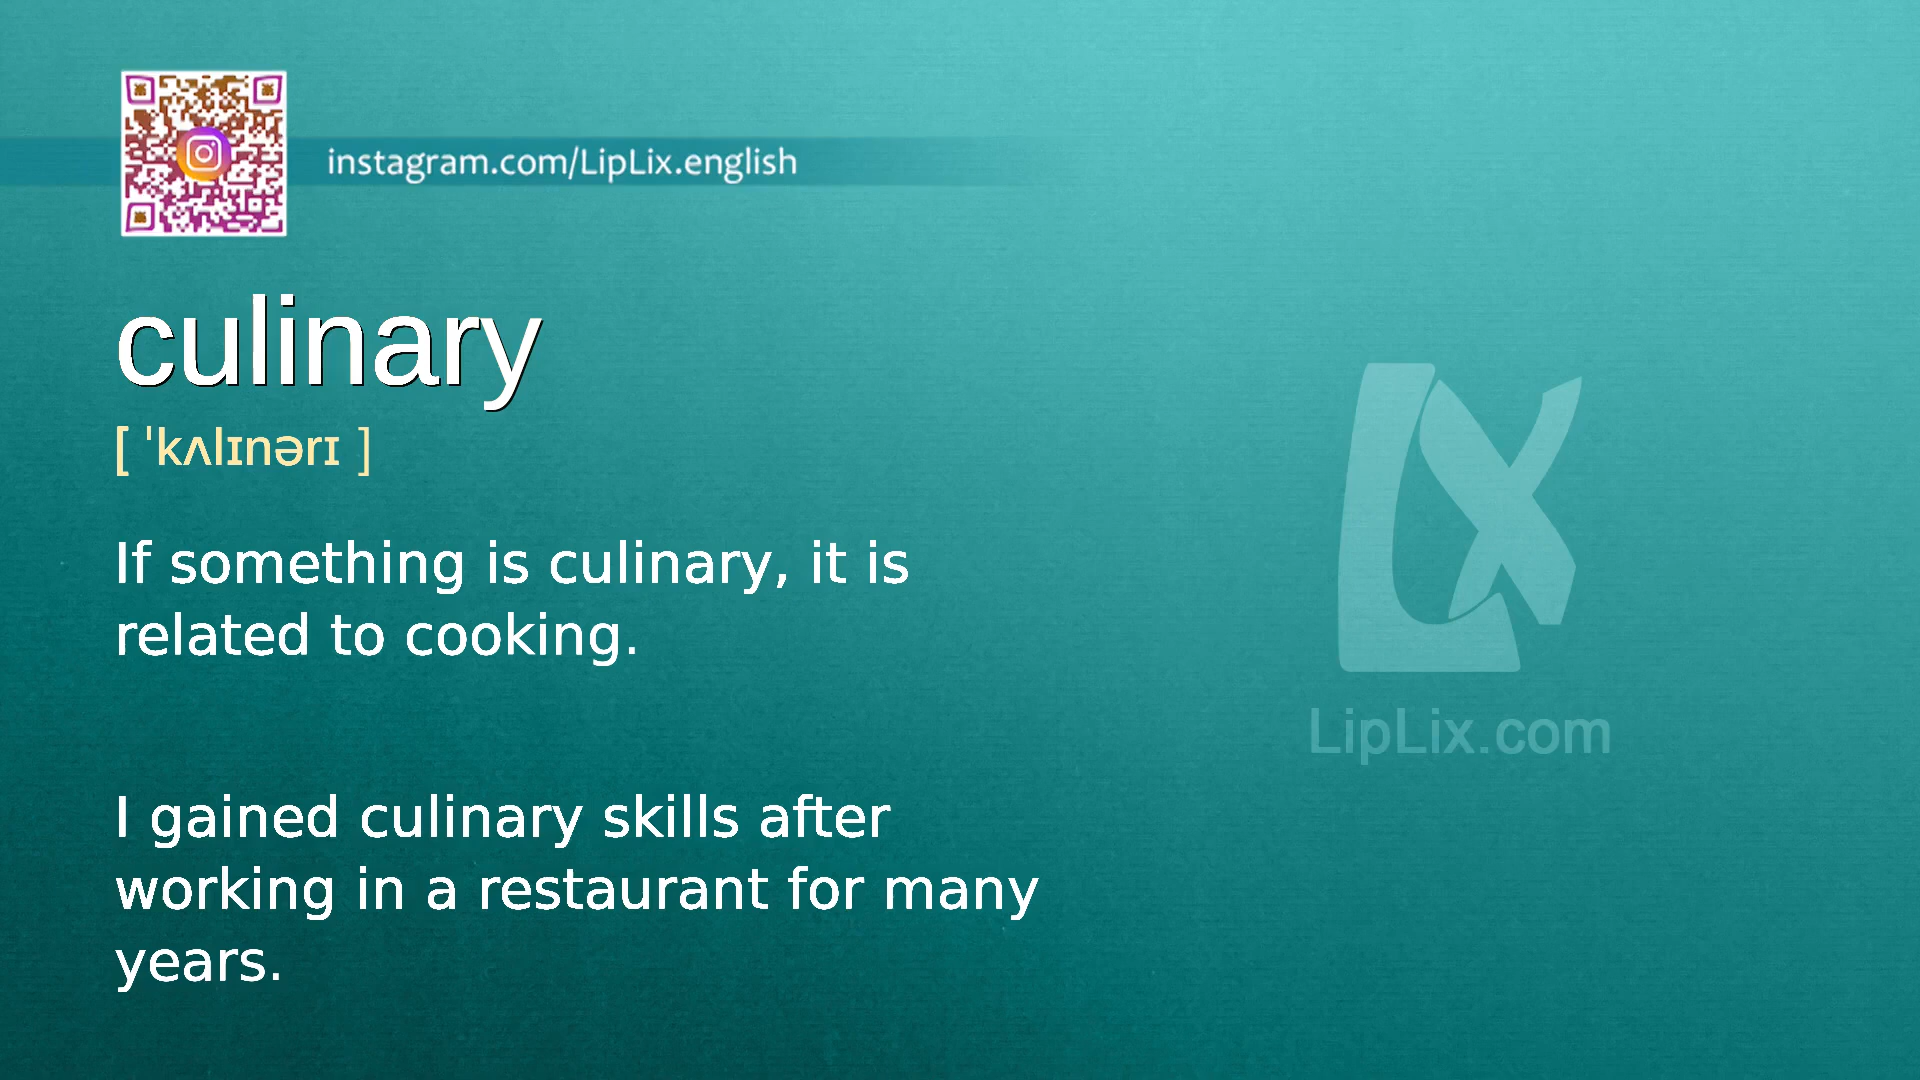 instagram.com/LipLix.english
culinary
[ ˈkʌlɪnərɪ ]
If something is culinary, it is
related to cooking.
LipLix.com
I gained culinary skills after
working in a restaurant for many
years.